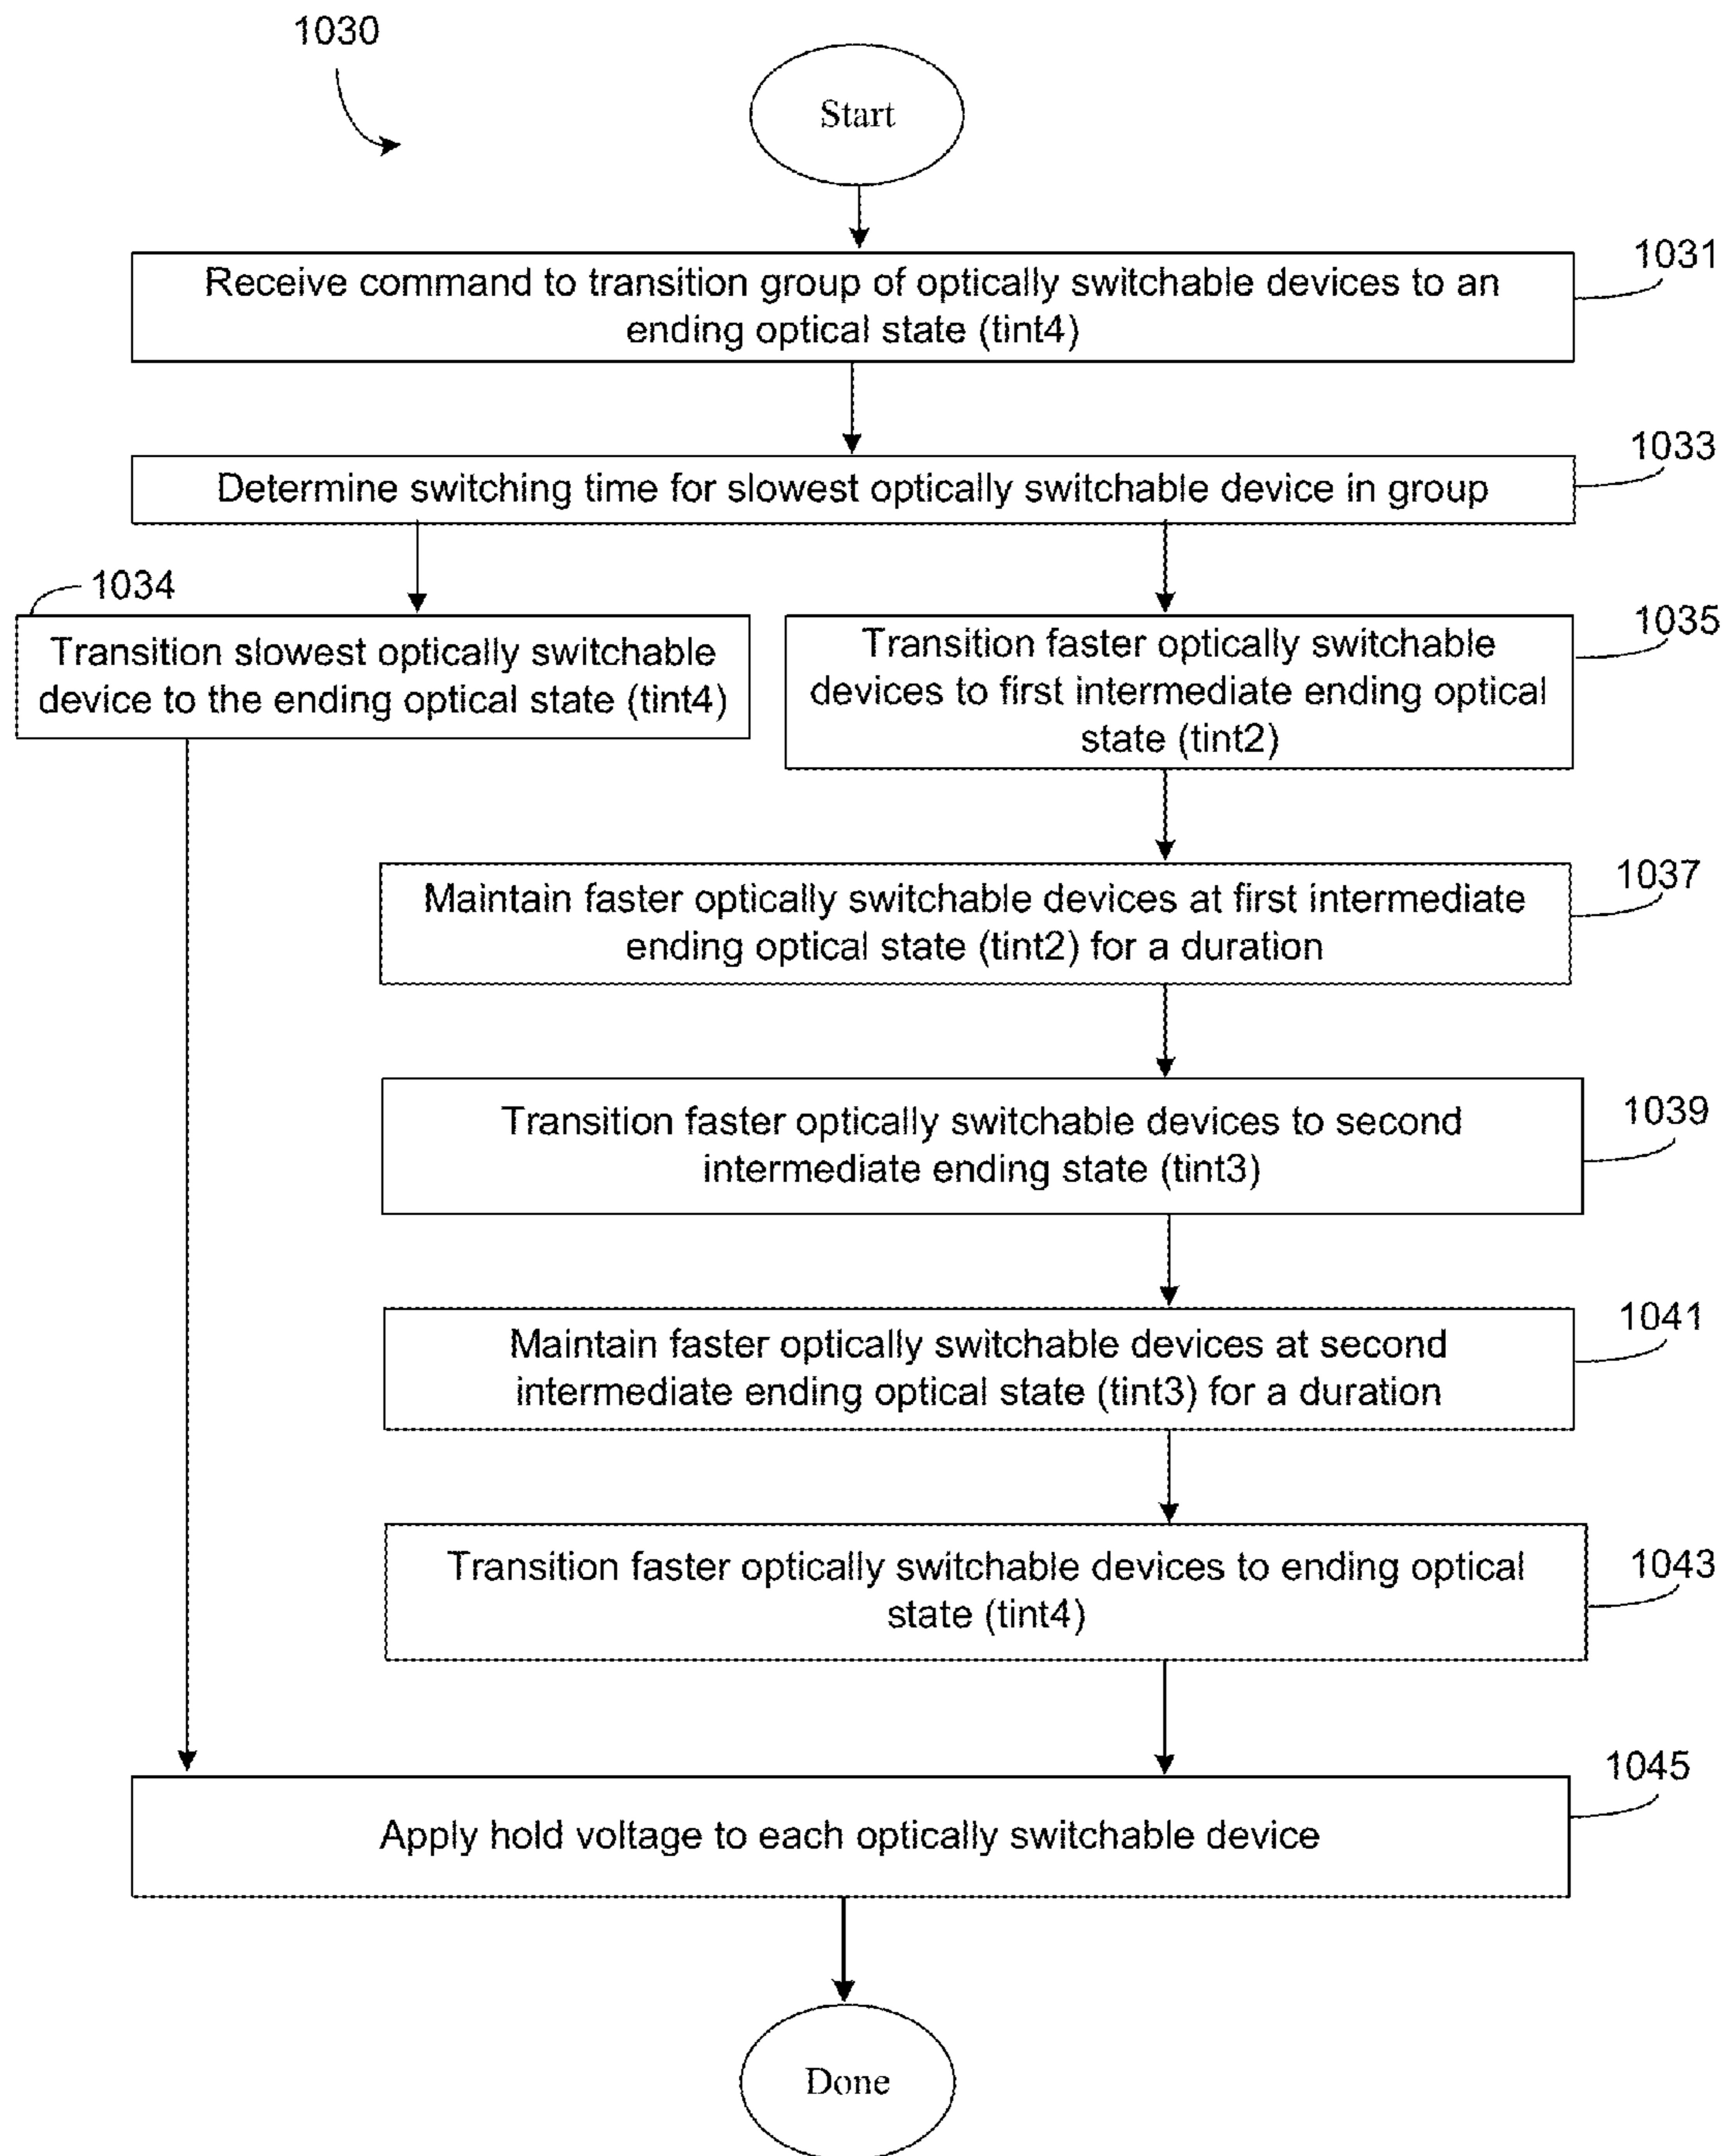 1030
Start
1031
Receive command to transition group of optically switchable devices to an
ending optical state (tint4)
1033
Determine switching time for slowest optically switchable device in group
1034
Transition slowest optically switchable
device to the ending optical state (tint4)
1035
Transition faster optically switchable
devices to first intermediate ending optical
state (tint2)
1037
Maintain faster optically switchable devices at first intermediate
ending optical state (tint2) for a duration
1039
Transition faster optically switchable devices to second
intermediate ending state (tint3)
1041
Maintain faster optically switchable devices at second
intermediate ending optical state (tint3) for a duration
1043
Transition faster optically switchable devices to ending optical
state (tint4)
1045
Apply hold voltage to each optically switchable device
Done